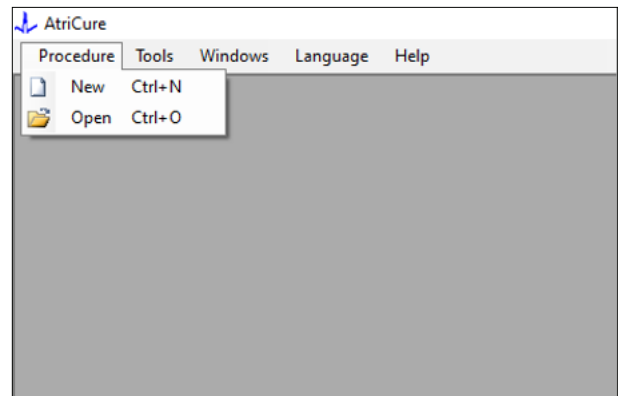 AtriCure
Procedure Tools Windows Language Help
New Ctrl+N
Open Ctrl+O